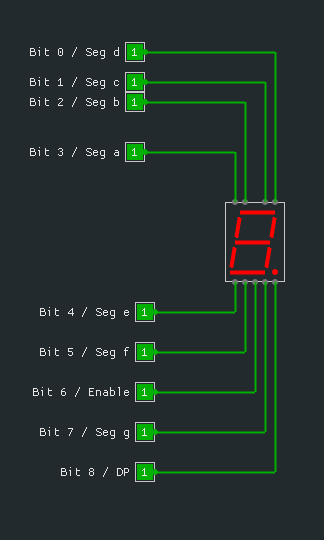 Bit 0 / Seg d 1
Bit 1 / Seg c 1
Bit 2 / Seg b 1
Bit 3 / Seg a 1
8.
Bit 4 / Seg e 1
Bit 5 / Seg f 1
Bit 6 / Enable 1
Bit 7 / Seg g 1
Bit 8 / DP 1